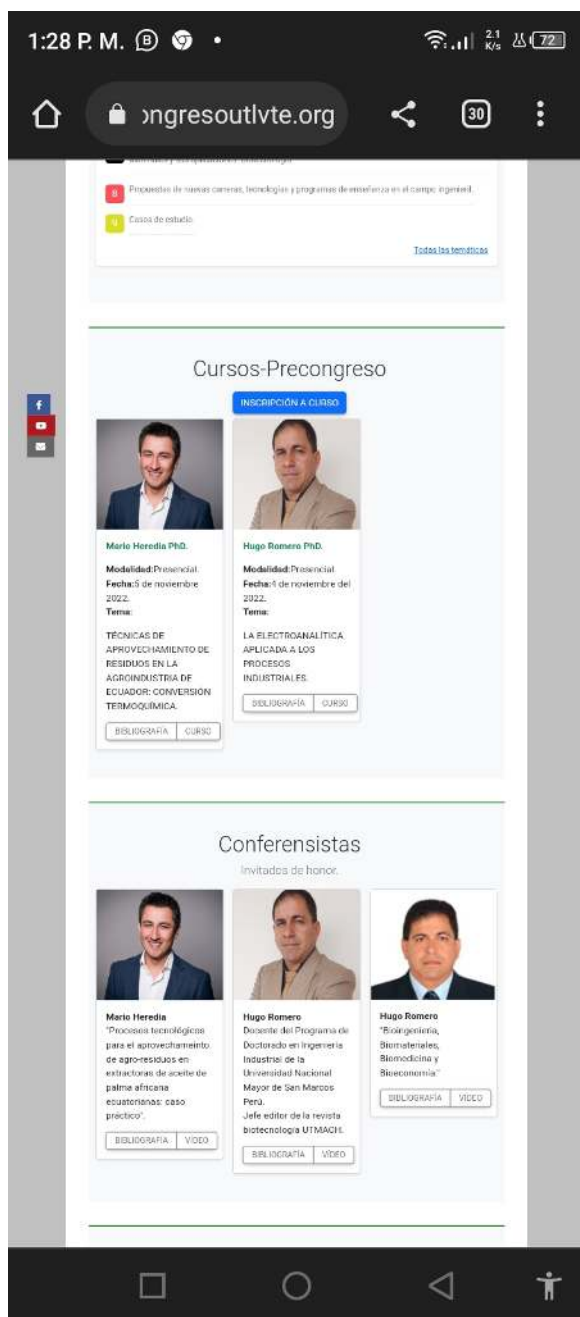 1:28 P. M.
2.1
K/s
72
ongresoutlvte.org
30
8 Propuestas de nuevas carreras, tecnologías y programas de enseñanza en el campo ingenieril.
9 Casos de estudio.
Todas las temáticas
Cursos-Precongreso
INSCRIPCIÓN A CURSO
Mario Heredia PhD.
Modalidad:Presencial.
Fecha:5 de noviembre
2022.
Tema:
TÉCNICAS DE
APROVECHAMIENTO DE
RESIDUOS EN LA
AGROINDUSTRIA DE
ECUADOR: CONVERSIÓN
TERMOQUÍMICA.
BIBLIOGRAFÍA CURSO
Hugo Romero PhD.
Modalidad:Presencial
Fecha:4 de noviembre del
2022.
Tema:
LA ELECTROANALÍTICA
APLICADA A LOS
PROCESOS
INDUSTRIALES.
BIBLIOGRAFÍA CURSO
Conferensistas
Invitados de honor.
Mario Heredia
"Procesos tecnológicos
para el aprovechameinto
de agro-residuos en
extractoras de aceite de
palma africana
ecuatorianas: caso
práctico".
BIBLIOGRAFÍA VÍDEO
Hugo Romero
Docente del Programa de
Doctorado en Ingeniería
Industrial de la
Universidad Nacional
Mayor de San Marcos
Perú.
Jefe editor de la revista
biotecnología UTMACH.
BIBLIOGRAFÍA VÍDEO
Hugo Romero
"Bioingeniería,
Biomateriales,
Biomedicina y
Bioeconomía."
BIBLIOGRAFÍA VÍDEO